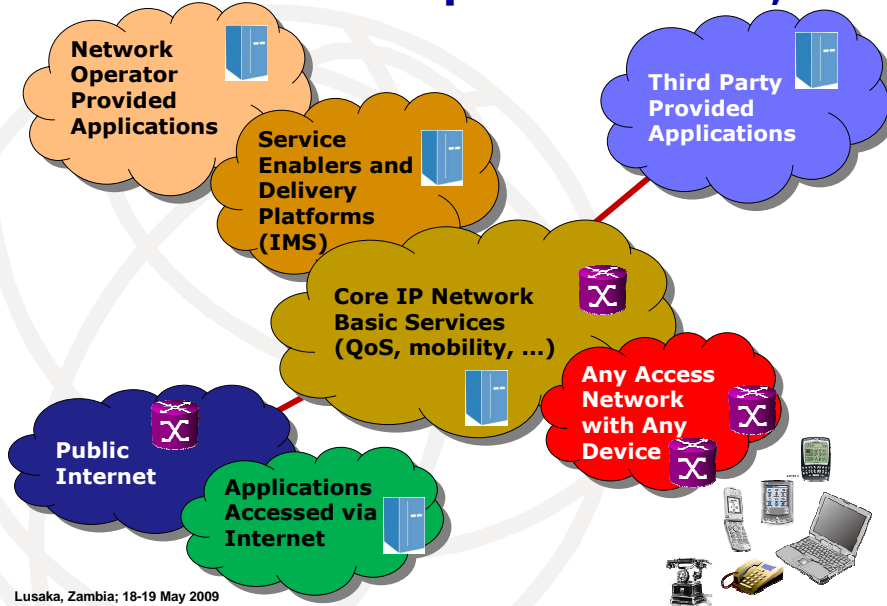 Network
Operator
Provided
Applications
Third Party
Provided
Applications
Service
Enablers and
Delivery
Platforms
(IMS)
Core IP Network
Basic Services
(QoS, mobility, ...)
Any Access
Network
with Any
Device
Public
Internet
Applications
Accessed via
Internet
Lusaka, Zambia; 18-19 May 2009